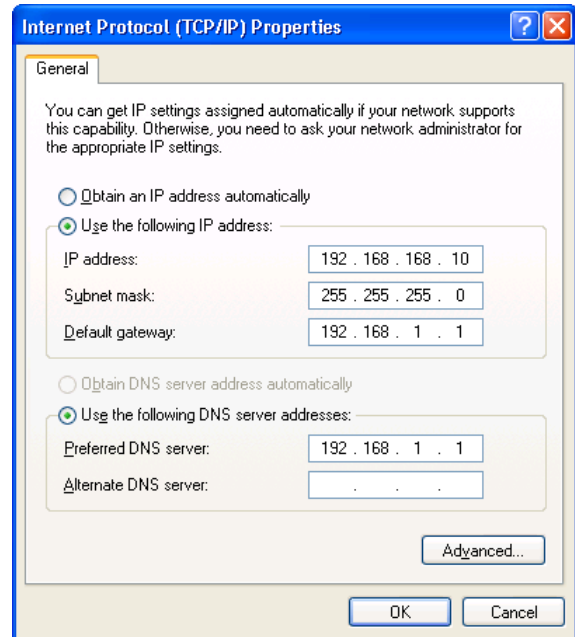 Internet Protocol (TCP/IP) Properties
General
You can get IP settings assigned automatically if your network supports
this capability. Otherwise, you need to ask your network administrator for
the appropriate IP settings.
Obtain an IP address automatically
Use the following IP address:
IP address: 192 . 168 . 168 . 10
Subnet mask: 255 . 255 . 255 . 0
Default gateway: 192 . 168 . 1 . 1
Obtain DNS server address automatically
Use the following DNS server addresses:
Preferred DNS server: 192 . 168 . 1 . 1
Alternate DNS server: . . .
Advanced...
OK Cancel